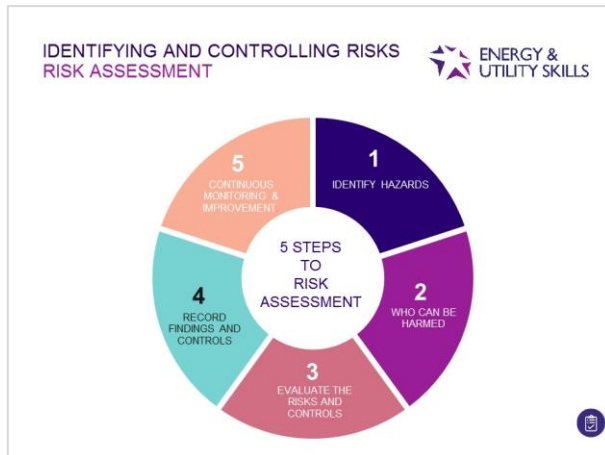 IDENTIFYING AND CONTROLLING RISKS
RISK ASSESSMENT
ENERGY &
UTILITY SKILLS
1
IDENTIFY HAZARDS
2
WHO CAN BE
HARMED
3
EVALUATE THE
RISKS AND
CONTROLS
4
RECORD
FINDINGS AND
CONTROLS
5
CONTINUOUS
MONITORING &
IMPROVEMENT
5 STEPS
TO
RISK
ASSESSMENT